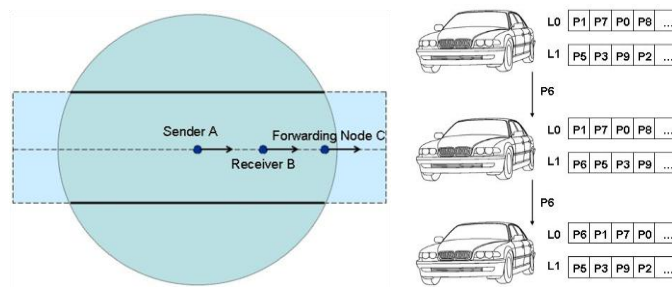 Sender A
Forwarding Node C
Receiver B
L0 P1 P7 P0 P8 ...
L1 P5 P3 P9 P2 ...
P6
L0 P1 P7 P0 P8 ...
L1 P6 P5 P3 P9 ...
P6
L0 P6 P1 P7 P0 ...
L1 P5 P3 P9 P2 ...